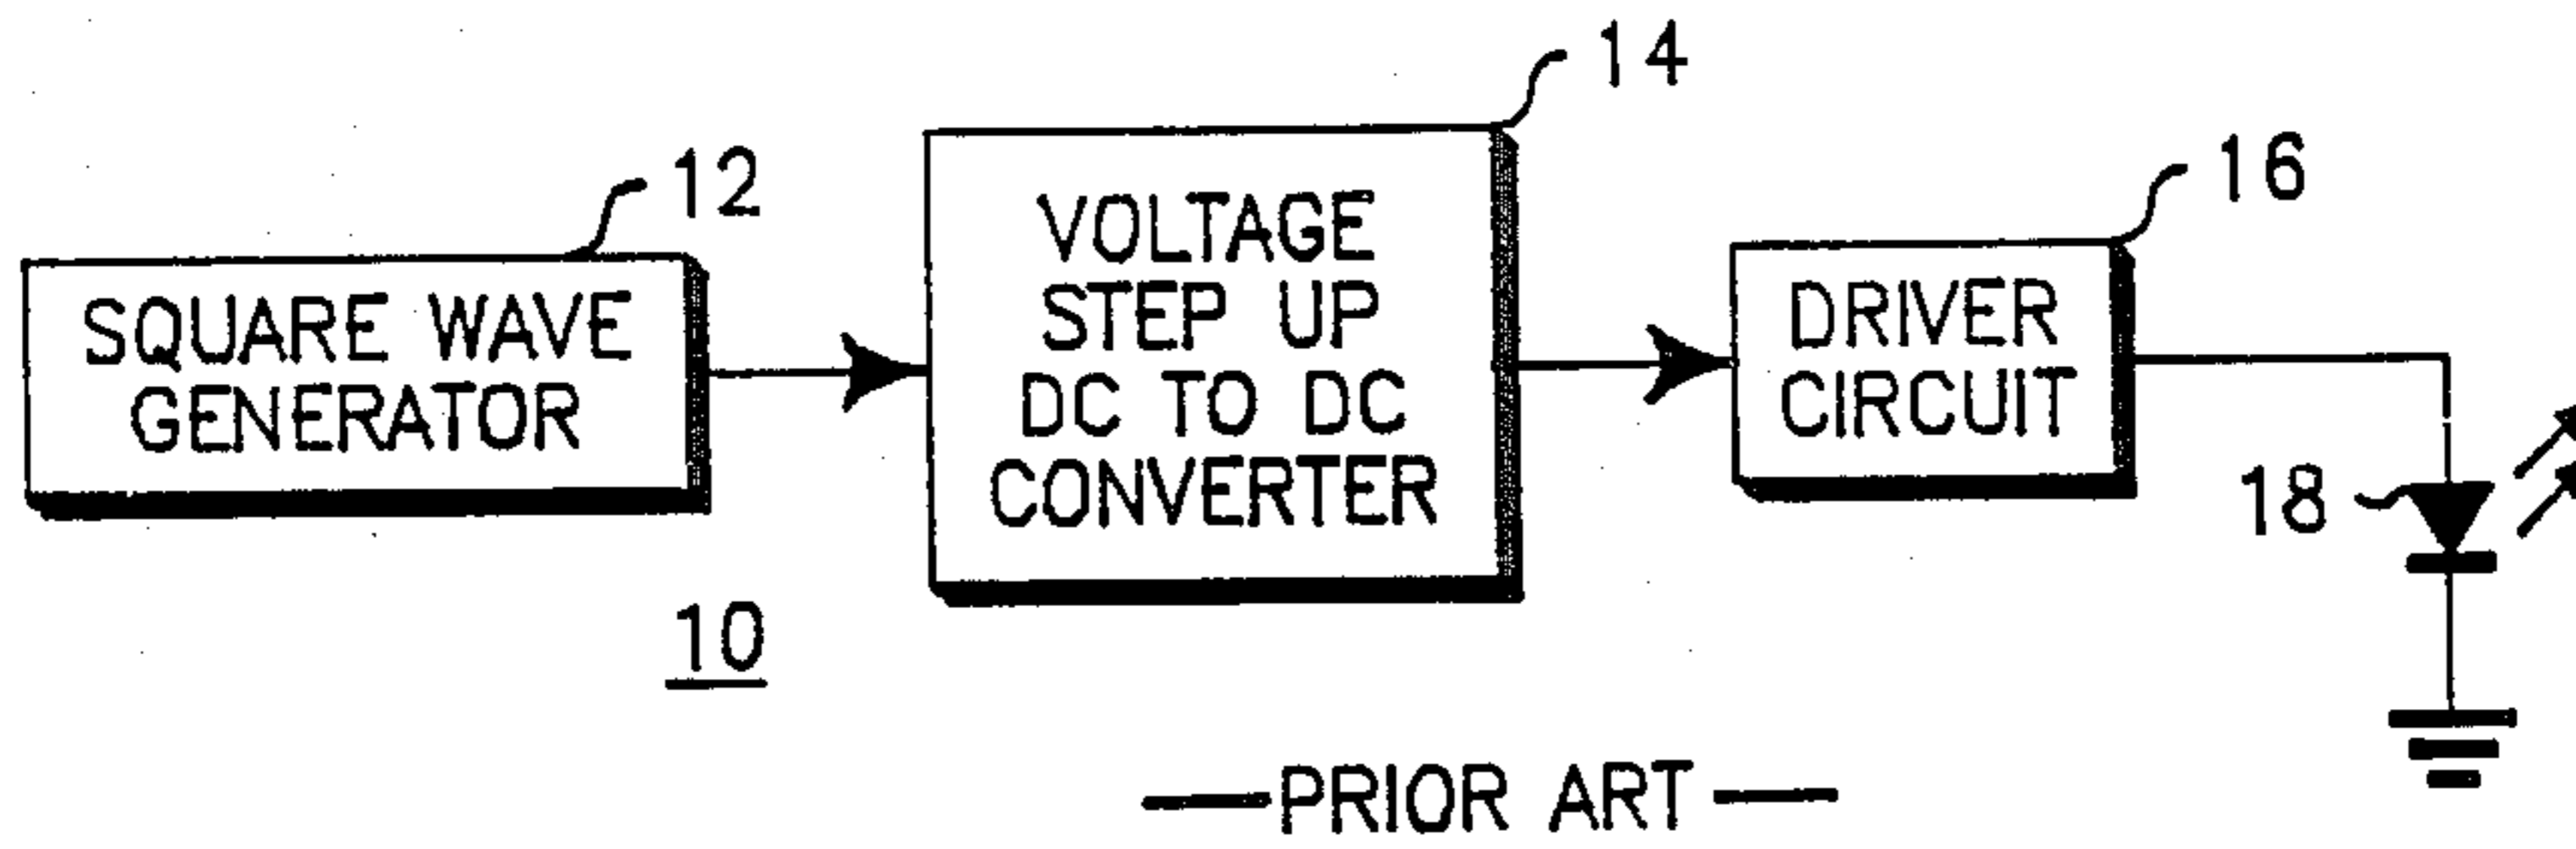 14
12
16
VOLTAGE
STEP UP
DC TO DC
CONVERTER
SQUARE WAVE
GENERATOR
DRIVER
CIRCUIT
18
10
—PRIOR ART—